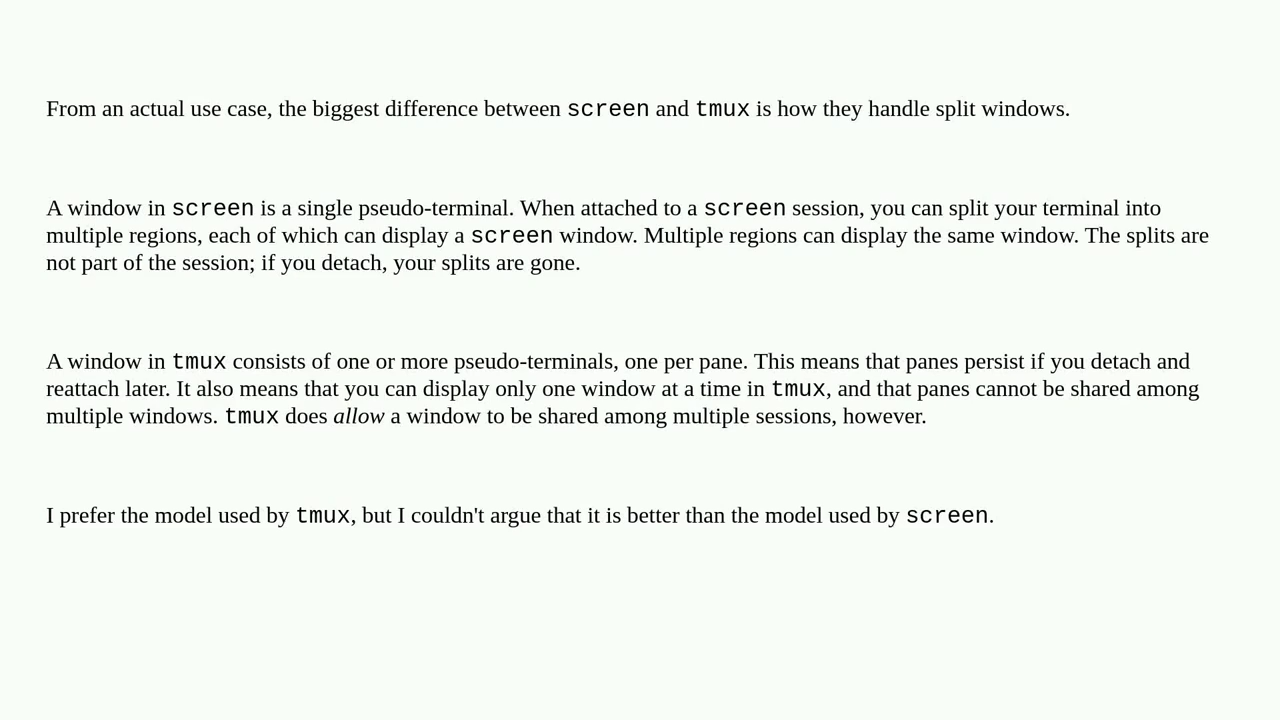 From an actual use case, the biggest difference between screen and tmux is how they handle split windows.
A window in screen is a single pseudo-terminal. When attached to a screen session, you can split your terminal into
multiple regions, each of which can display a screen window. Multiple regions can display the same window. The splits are
not part of the session; if you detach, your splits are gone.
A window in tmux consists of one or more pseudo-terminals, one per pane. This means that panes persist if you detach and
reattach later. It also means that you can display only one window at a time in tmux, and that panes cannot be shared among
multiple windows. tmux does allow a window to be shared among multiple sessions, however.
I prefer the model used by tmux, but I couldn't argue that it is better than the model used by screen.